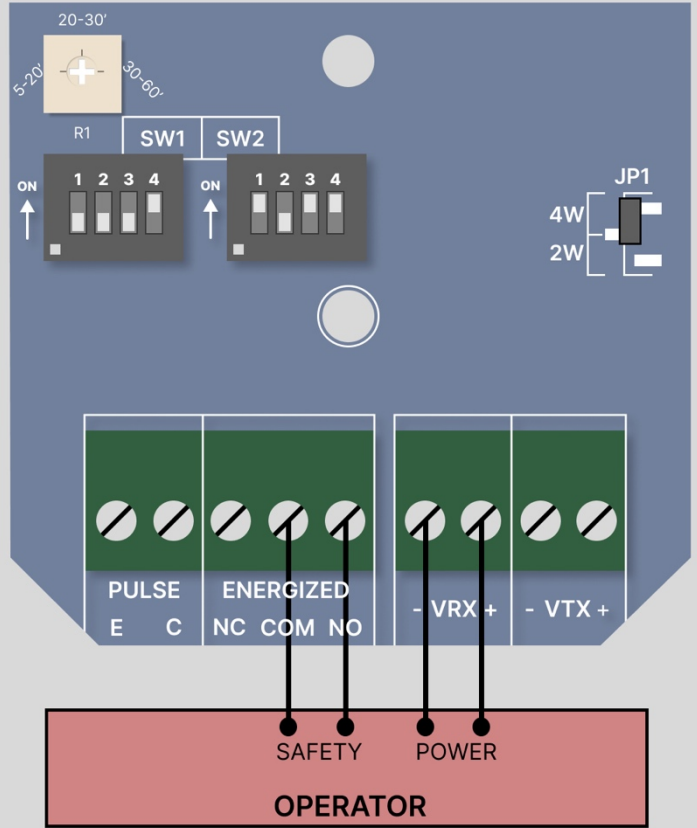 20-30’
5-20’
30-60’
R1
SW1 SW2
ON 1 2 3 4
ON 1 2 3 4
JP1
4W
2W
PULSE ENERGIZED
E C NC COM NO
- VRX + - VTX +
SAFETY POWER
OPERATOR